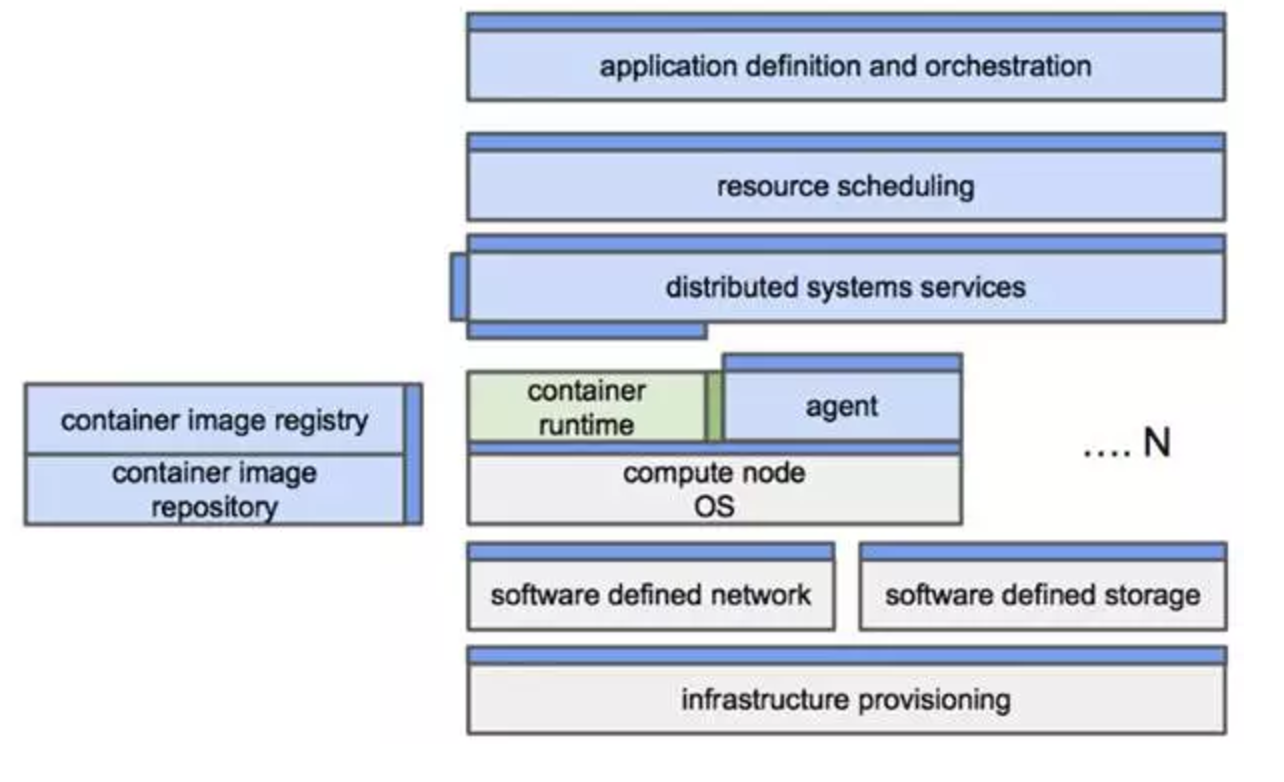 application definition and orchestration
resource scheduling
distributed systems services
container image registry
container image
repository
container
runtime
agent
compute node
OS
.... N
software defined network
software defined storage
infrastructure provisioning